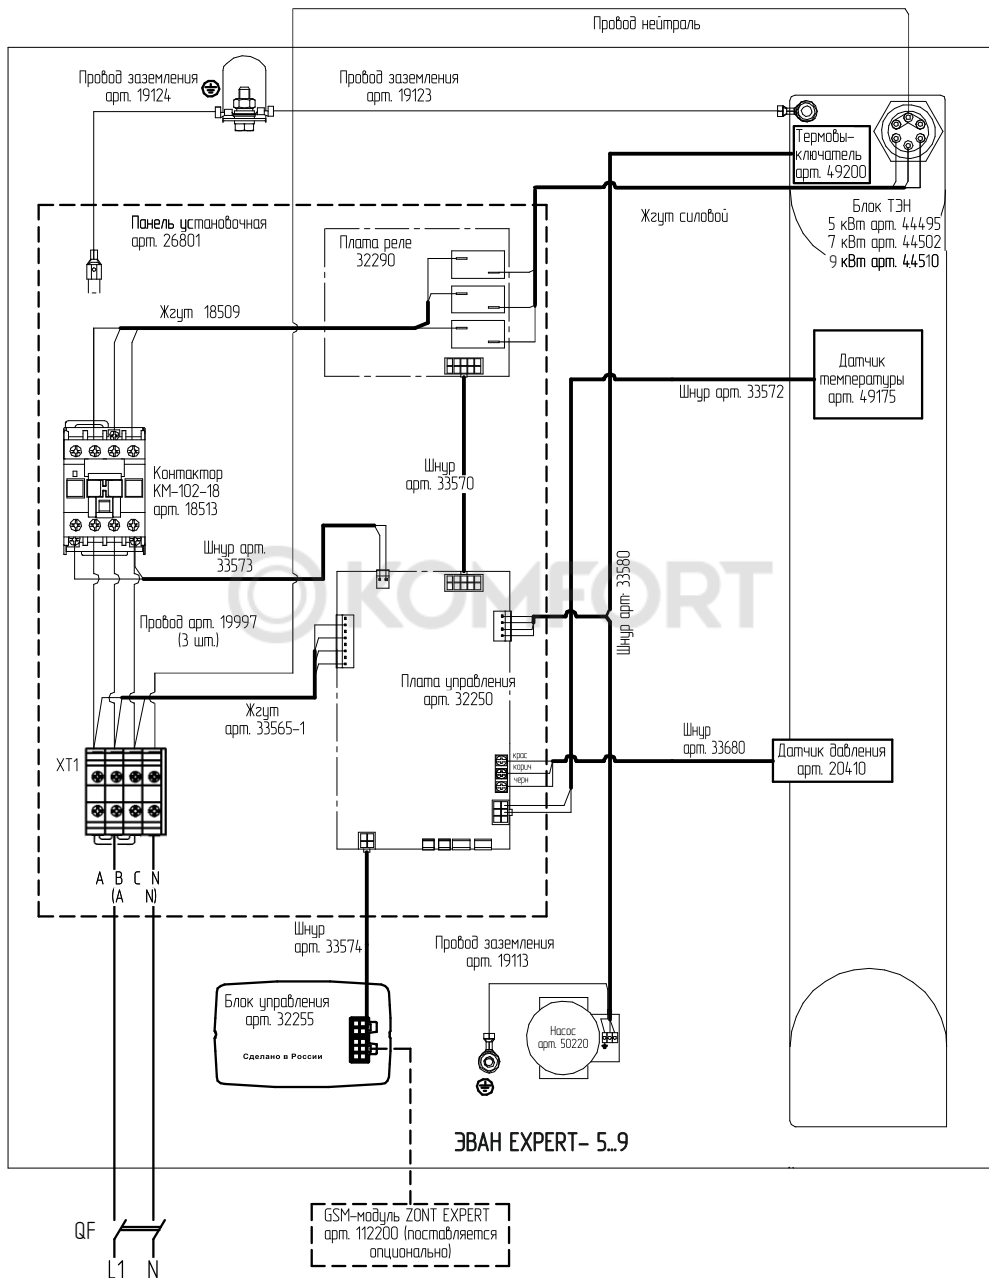 Провод нейтраль
Провод заземления
арт. 19124
Провод заземления
арт. 19123
Термовы-
ключатель
арт. 49200
Жгут силовой
Блок ТЭН
5 кВт арт. 44495
7 кВт арт. 44502
9 кВт арт. 44510
Панель установочная
арт. 26801
Плата реле
32290
Жгут 18509
Датчик
температуры
арт. 49175
Шнур арт. 33572
Контактор
КМ-102-18
арт. 18513
Шнур
арт. 33570
Шнур арт.
33573
KOMFORT
Шнур арт. 33580
Провод арт. 19997
(3 шт.)
Плата управления
арт. 32250
Жгут
арт. 33565-1
Шнур
арт. 33680
Датчик давления
арт. 20410
XT1
крас
корич
черн
A B C N
(A N)
Шнур
арт. 33574
Провод заземления
арт. 19113
Блок управления
арт. 32255
Сделано в России
Насос
арт. 50220
ЭВАН EXPERT- 5...9
GSM-модуль ZONT EXPERT
арт. 112200 (поставляется
опционально)
QF
L1 N